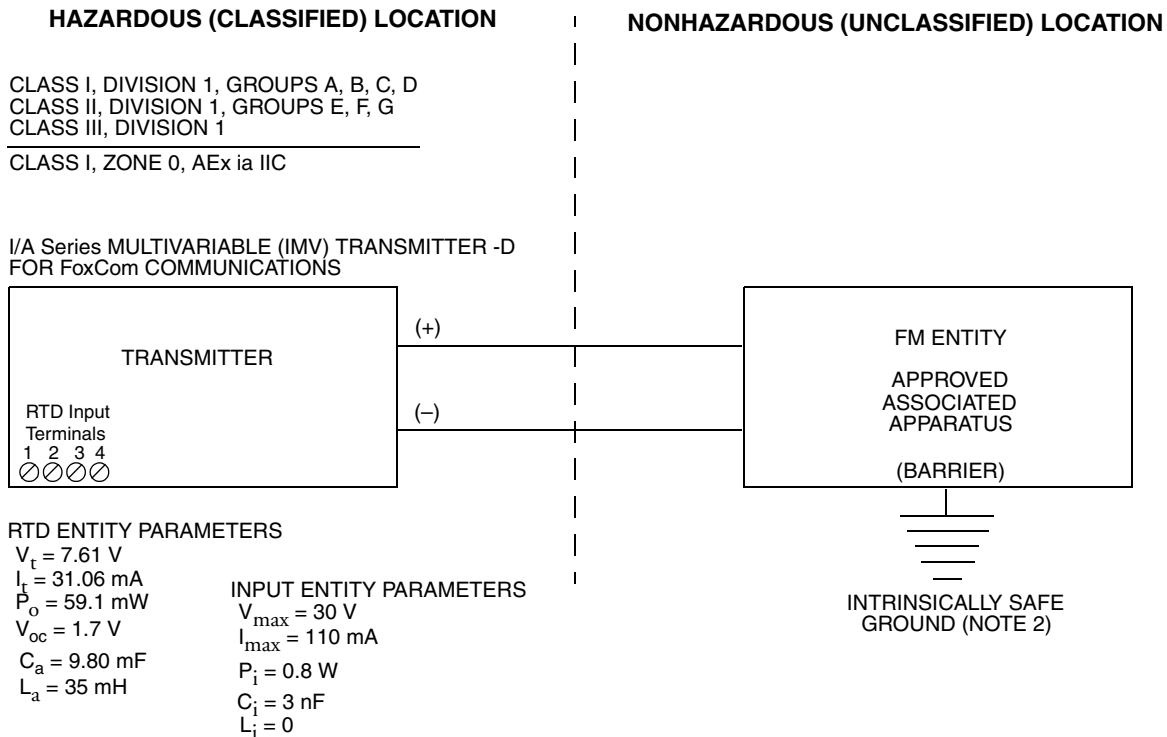 HAZARDOUS (CLASSIFIED) LOCATION
NONHAZARDOUS (UNCLASSIFIED) LOCATION
CLASS I, DIVISION 1, GROUPS A, B, C, D
CLASS II, DIVISION 1, GROUPS E, F, G
CLASS III, DIVISION 1
CLASS I, ZONE 0, AEx ia IIC
I/A Series MULTIVARIABLE (IMV) TRANSMITTER -D
FOR FoxCom COMMUNICATIONS
TRANSMITTER
RTD Input
Terminals
1 2 3 4
(+)
(–)
FM ENTITY
APPROVED
ASSOCIATED
APPARATUS
(BARRIER)
INTRINSICALLY SAFE
GROUND (NOTE 2)
RTD ENTITY PARAMETERS
Vt = 7.61 V
It = 31.06 mA
Po = 59.1 mW
Voc = 1.7 V
Ca = 9.80 mF
La = 35 mH
INPUT ENTITY PARAMETERS
Vmax = 30 V
Imax = 110 mA
Pi = 0.8 W
Ci = 3 nF
Li = 0